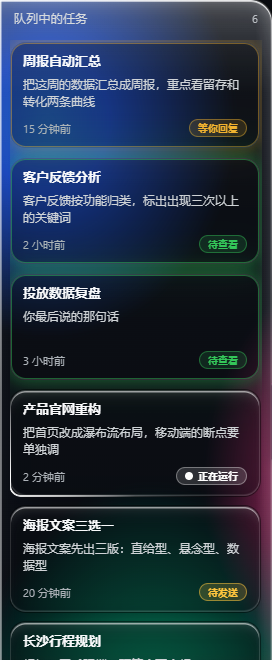 队列中的任务 6
周报自动汇总
把这周的数据汇总成周报，重点看留存和
转化两条曲线
15 分钟前 等你回复
客户反馈分析
客户反馈按功能归类，标出出现三次以上
的关键词
2 小时前 待查看
投放数据复盘
你最后说的那句话
3 小时前 待查看
产品官网重构
把首页改成瀑布流布局，移动端的断点要
单独调
2 分钟前 正在运行
海报文案三选一
海报文案先出三版：直给型、悬念型、数
据型
20 分钟前 待发送
长沙行程规划